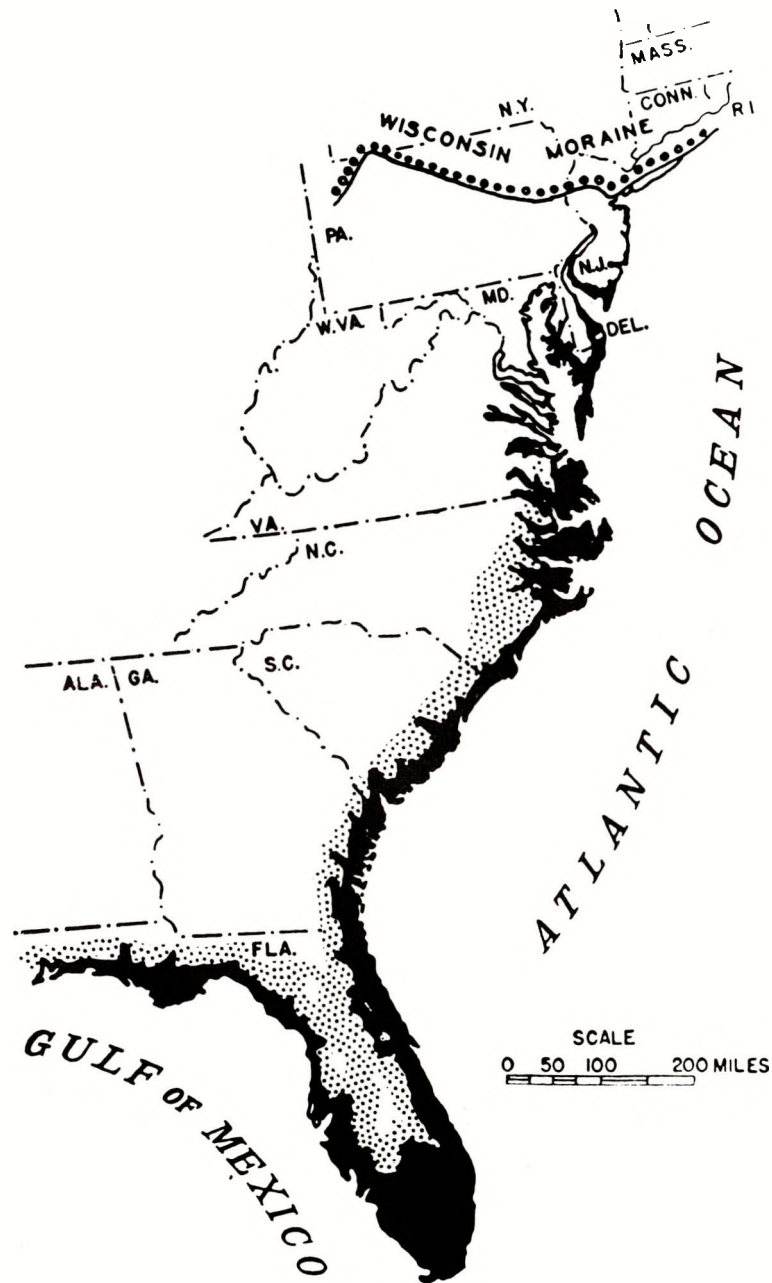 MASS.
CONN.
R I
N.Y.
WISCONSIN MORAINE
PA.
N.J.
MD.
W.VA.
DEL.
VA.
N.C.
S.C.
ALA.
GA.
FLA.
ATLANTIC OCEAN
GULF OF MEXICO
SCALE
0 50 100 200 MILES